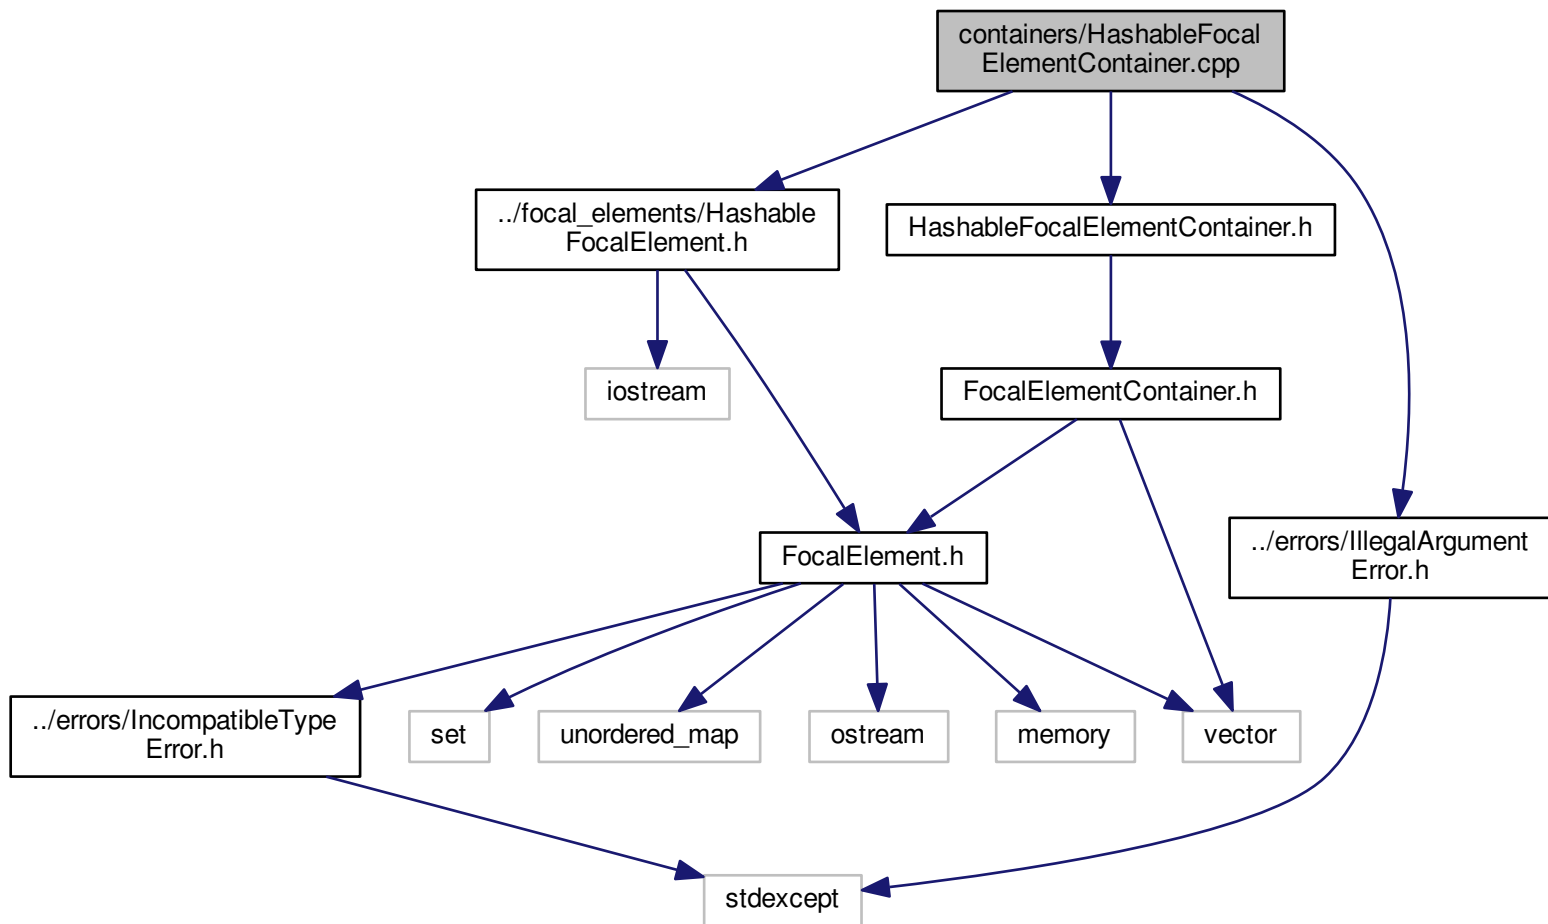 containers/HashableFocal
ElementContainer.cpp
../focal_elements/Hashable
FocalElement.h
HashableFocalElementContainer.h
iostream
FocalElementContainer.h
FocalElement.h
../errors/IllegalArgument
Error.h
../errors/IncompatibleType
Error.h
set
unordered_map
ostream
memory
vector
stdexcept